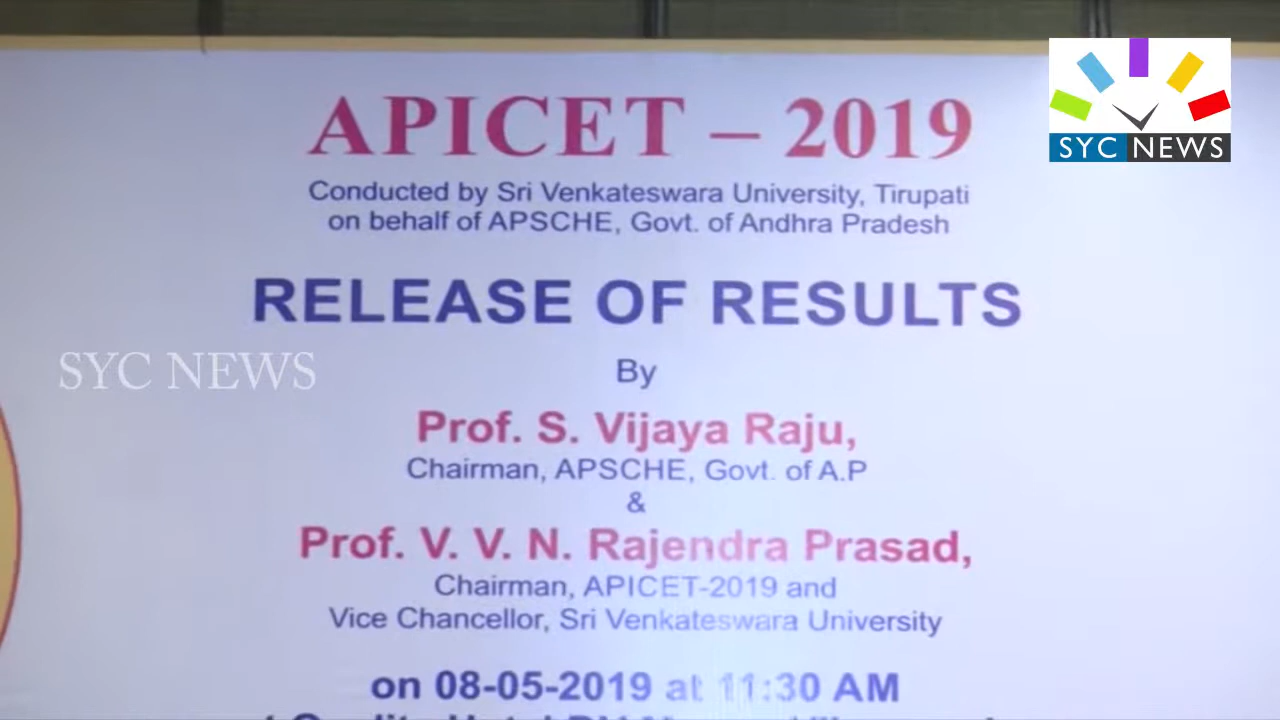 APICET – 2019
SYC NEWS
Conducted by Sri Venkateswara University, Tirupati
on behalf of APSCHE, Govt. of Andhra Pradesh
RELEASE OF RESULTS
SYC NEWS
By
Prof. S. Vijaya Raju,
Chairman, APSCHE, Govt. of A.P
&
Prof. V. V. N. Rajendra Prasad,
Chairman, APICET-2019 and
Vice Chancellor, Sri Venkateswara University
on 08-05-2019 at 11:30 AM